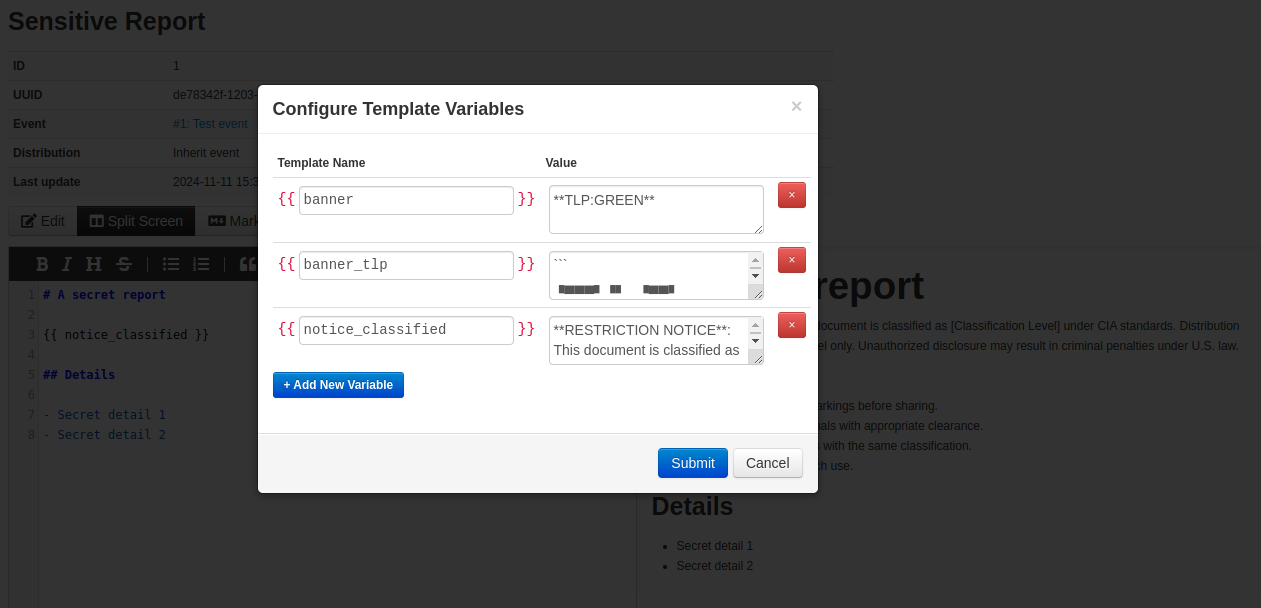 Sensitive Report
ID 1
UUID de78342f-1203-
Event #1: Test event
Distribution Inherit event
Last update 2024-11-11 15:3
Edit Split Screen
Configure Template Variables ×
Template Name Value
{{ banner }} **TLP:GREEN** ×
{{ banner_tlp }} ``` ×
{{ notice_classified }} **RESTRICTION NOTICE**: ×
This document is classified as
+ Add New Variable
Submit Cancel
B I H S
1 # A secret report
2
3 {{ notice_classified }}
4
5 ## Details
6
7 - Secret detail 1
8 - Secret detail 2
report
document is classified as [Classification Level] under CIA standards. Distribution
only. Unauthorized disclosure may result in criminal penalties under U.S. law.
before sharing.
with appropriate clearance.
with the same classification.
use.
Details
• Secret detail 1
• Secret detail 2